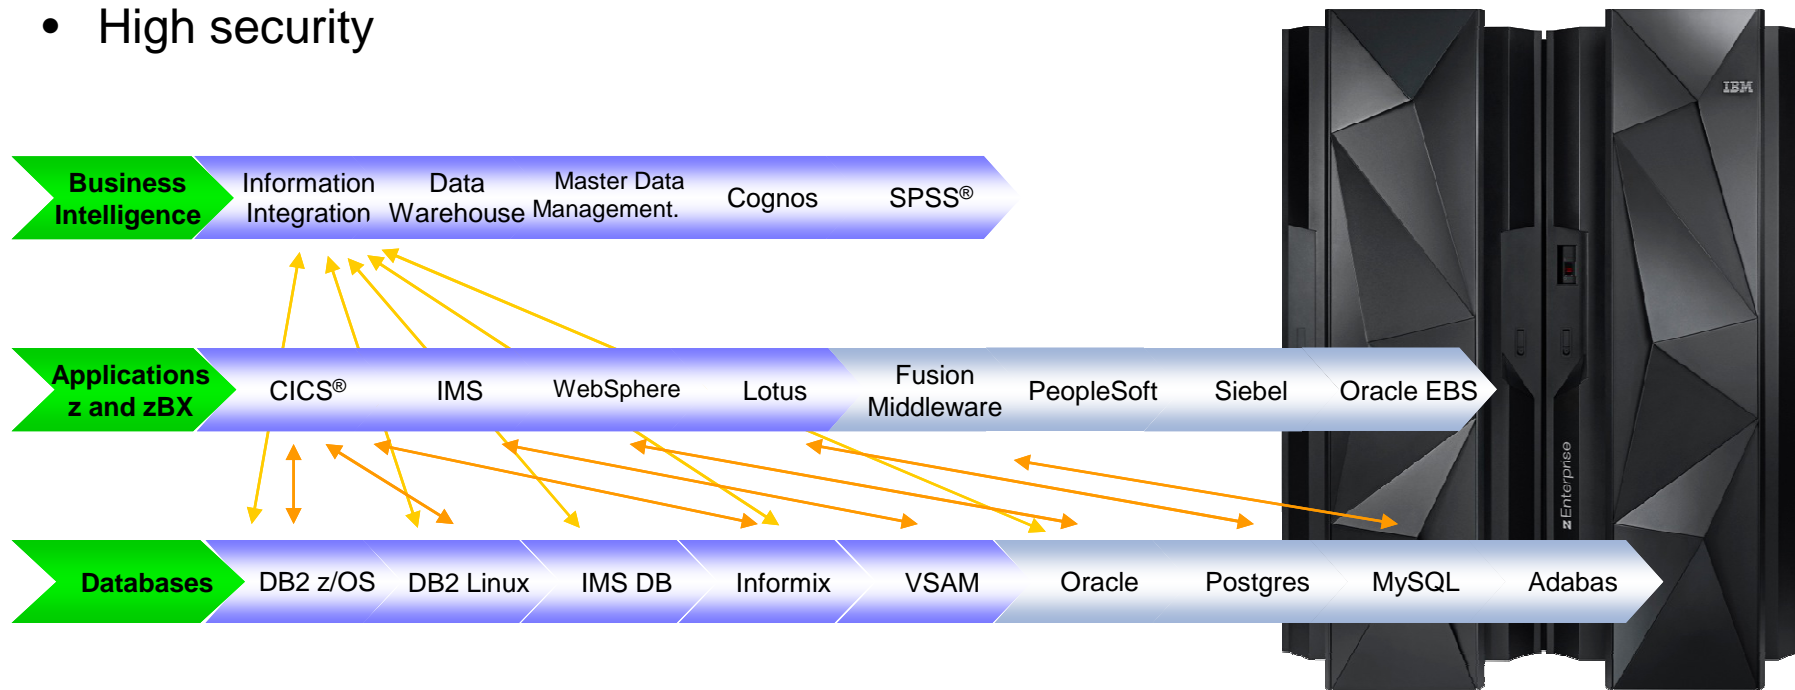 • High security
IBM
Business
Intelligence
Information
Integration
Data
Warehouse
Master Data
Management.
Cognos
SPSS®
Applications
z and zBX
CICS®
IMS
WebSphere
Lotus
Fusion
Middleware
PeopleSoft
Siebel
Oracle EBS
zEnterprise
Databases
DB2 z/OS
DB2 Linux
IMS DB
Informix
VSAM
Oracle
Postgres
MySQL
Adabas